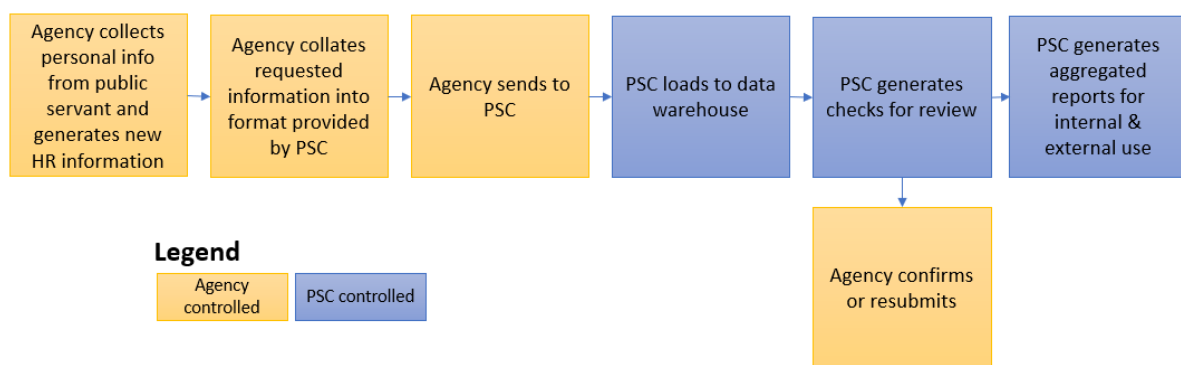 Agency collects
personal info
from public
servant and
generates new
HR information
Agency collates
requested
information into
format provided
by PSC
Agency sends to
PSC
PSC loads to data
warehouse
PSC generates
checks for review
PSC generates
aggregated
reports for
internal &
external use
Agency confirms
or resubmits
Legend
Agency
controlled
PSC controlled